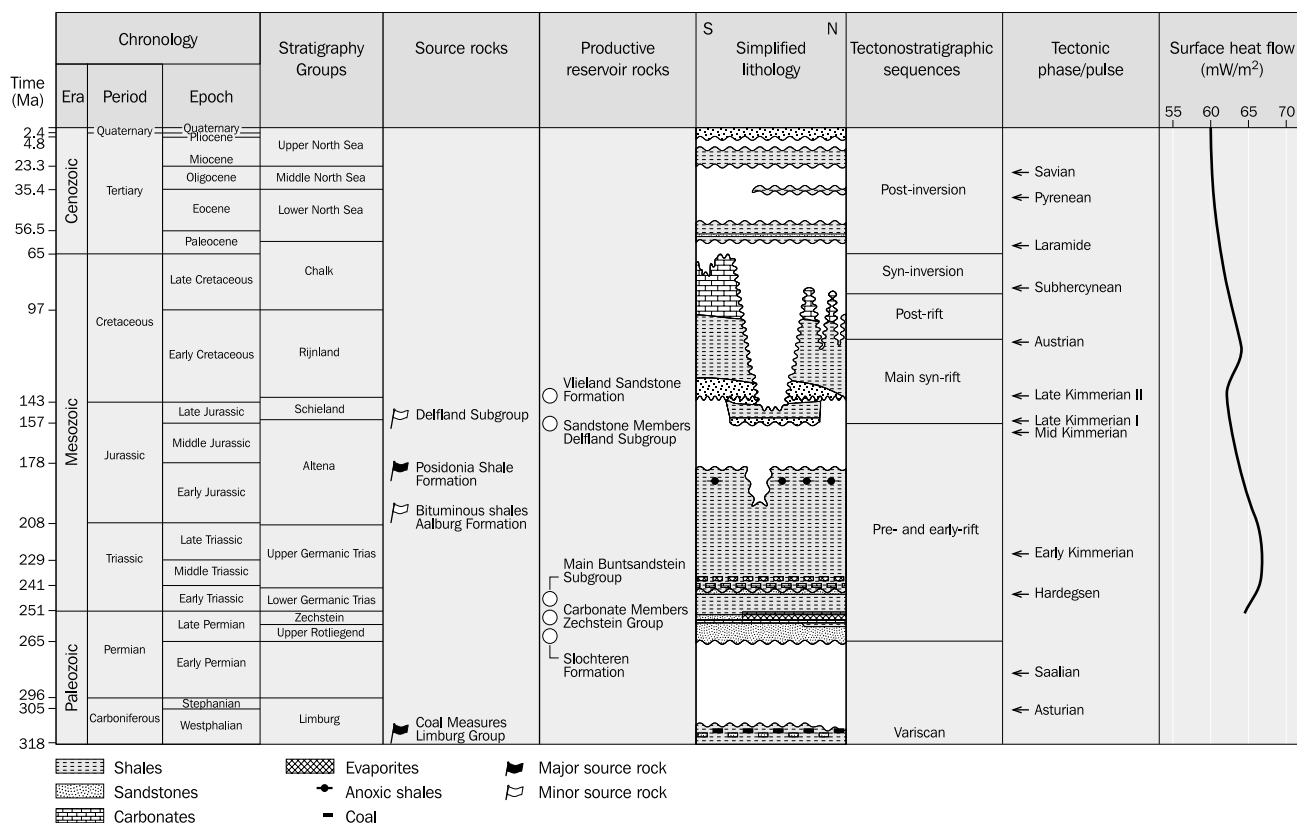 Chronology
Stratigraphy
Groups
Source rocks
Productive
reservoir rocks
S
N
Simplified
lithology
Tectonostratigraphic
sequences
Tectonic
phase/pulse
Surface heat flow
(mW/m²)
Time
(Ma)
Era
Period
Epoch
55 60 65 70
2.4
4.8
23.3
35.4
56.5
65
97
143
157
178
208
229
241
251
265
296
305
318
Cenozoic
Mesozoic
Paleozoic
Quaternary
Tertiary
Cretaceous
Jurassic
Triassic
Permian
Carboniferous
Quaternary
Pliocene
Miocene
Oligocene
Eocene
Paleocene
Late Cretaceous
Early Cretaceous
Late Jurassic
Middle Jurassic
Early Jurassic
Late Triassic
Middle Triassic
Early Triassic
Late Permian
Early Permian
Stephanian
Westphalian
Upper North Sea
Middle North Sea
Lower North Sea
Chalk
Rijnland
Schieland
Altena
Upper Germanic Trias
Lower Germanic Trias
Zechstein
Upper Rotliegend
Limburg
Delfland Subgroup
Posidonia Shale
Formation
Bituminous shales
Aalburg Formation
Coal Measures
Limburg Group
Vlieland Sandstone
Formation
Sandstone Members
Delfland Subgroup
Main Buntsandstein
Subgroup
Carbonate Members
Zechstein Group
Slochteren
Formation
Post-inversion
Syn-inversion
Post-rift
Main syn-rift
Pre- and early-rift
Variscan
Savian
Pyrenean
Laramide
Subhercynean
Austrian
Late Kimmerian II
Late Kimmerian I
Mid Kimmerian
Early Kimmerian
Hardegsen
Saalian
Asturian
Shales
Sandstones
Carbonates
Evaporites
Anoxic shales
Coal
Major source rock
Minor source rock